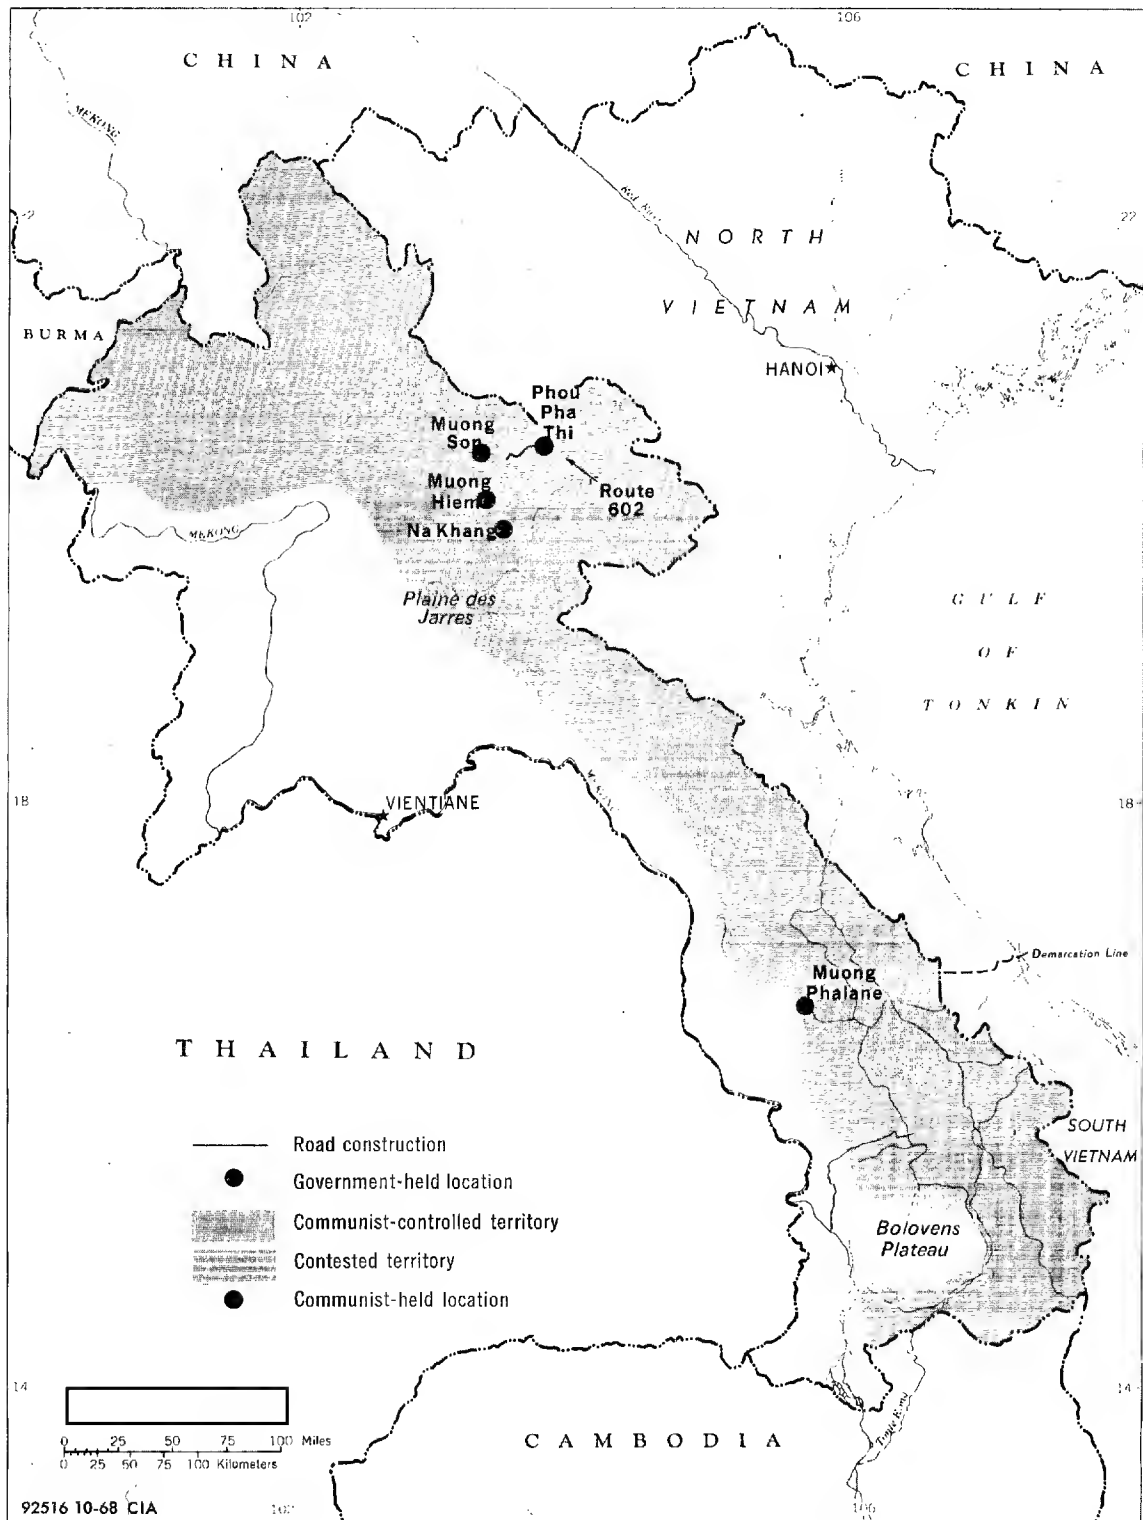 102
106
CHINA
CHINA
MEKONG
Red River
22
NORTH
VIETNAM
BURMA
HANOI
Phou
Pha
Thi
Muong
Son
Muong
Hiem
Route
602
Na Khang
MEKONG
Plaine des
Jarres
GULF
OF
TONKIN
18
VIENTIANE
18
Demarcation Line
Muong
Phalane
THAILAND
SOUTH
VIETNAM
Road construction
Government-held location
Communist-controlled territory
Contested territory
Communist-held location
Bolovens
Plateau
14
14
0 25 50 75 100 Miles
0 25 50 75 100 Kilometers
CAMBODIA
92516 10-68 CIA
106